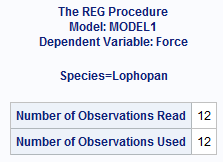 The REG Procedure
Model: MODEL1
Dependent Variable: Force
Species=Lophopan
Number of Observations Read 12
Number of Observations Used 12